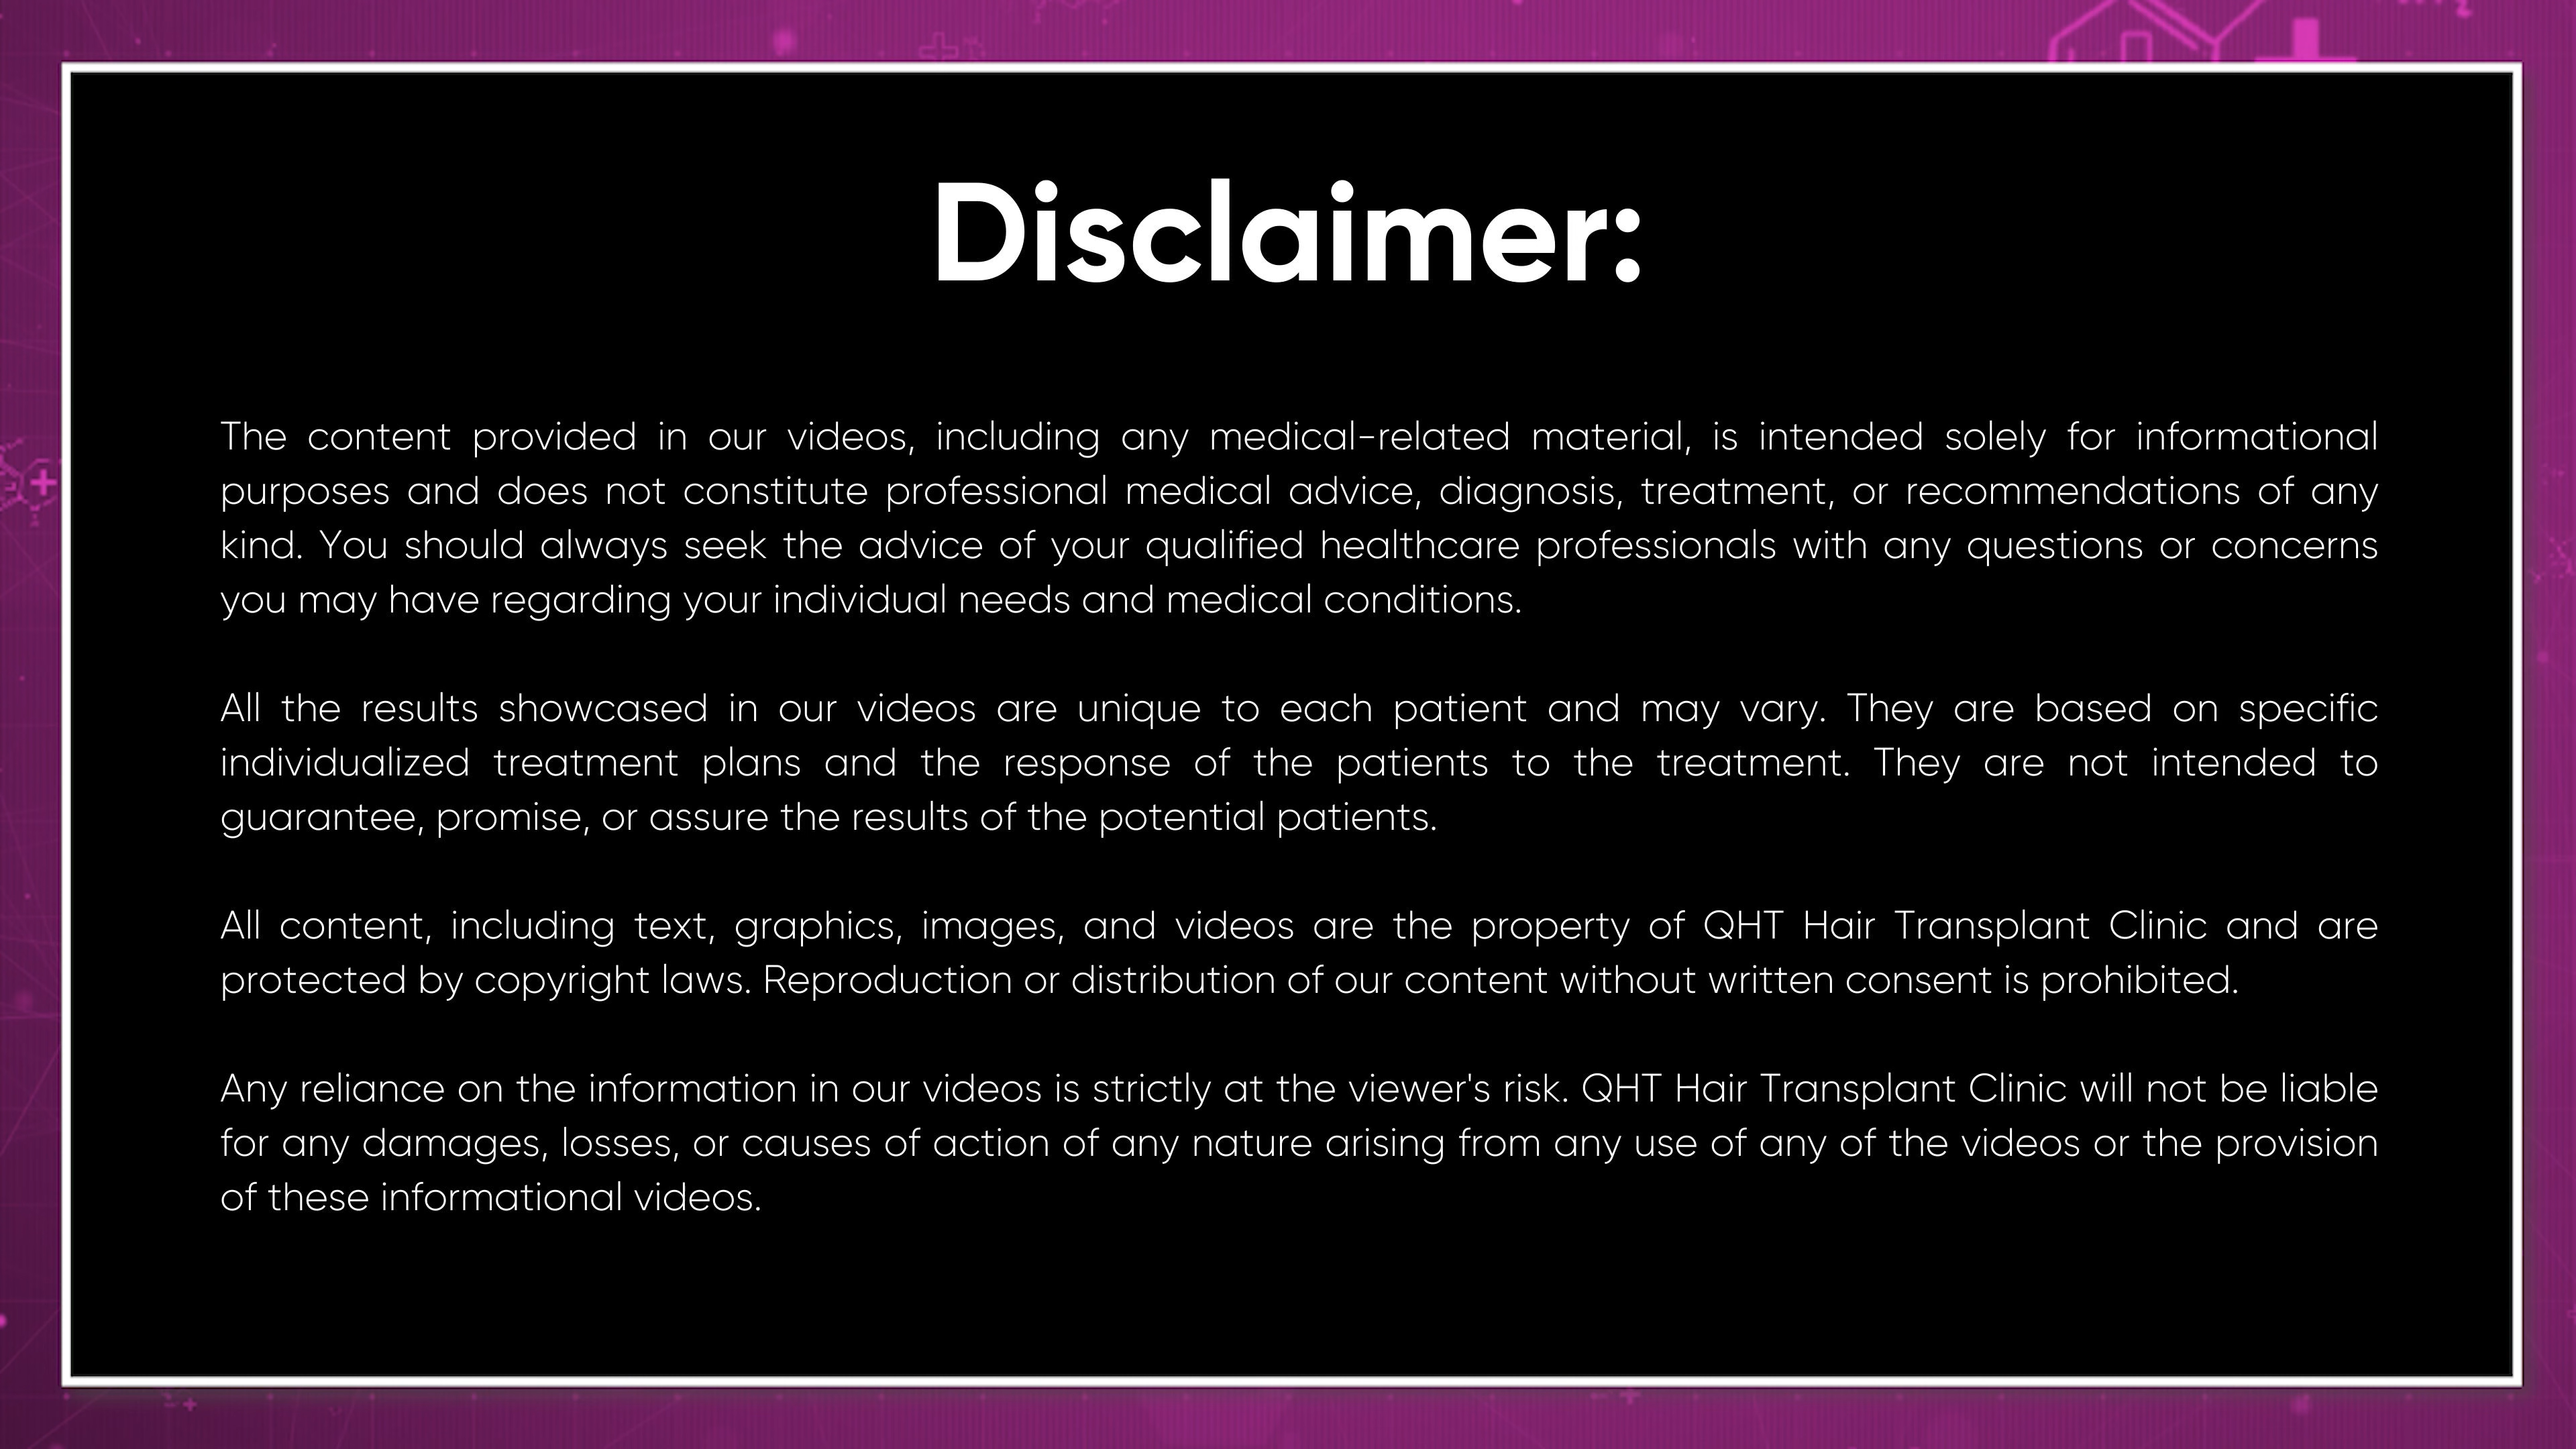 Disclaimer:
The content provided in our videos, including any medical-related material, is intended solely for informational
purposes and does not constitute professional medical advice, diagnosis, treatment, or recommendations of any
kind. You should always seek the advice of your qualified healthcare professionals with any questions or concerns
you may have regarding your individual needs and medical conditions.
All the results showcased in our videos are unique to each patient and may vary. They are based on specific
individualized treatment plans and the response of the patients to the treatment. They are not intended to
guarantee, promise, or assure the results of the potential patients.
All content, including text, graphics, images, and videos are the property of QHT Hair Transplant Clinic and are
protected by copyright laws. Reproduction or distribution of our content without written consent is prohibited.
Any reliance on the information in our videos is strictly at the viewer's risk. QHT Hair Transplant Clinic will not be liable
for any damages, losses, or causes of action of any nature arising from any use of any of the videos or the provision
of these informational videos.